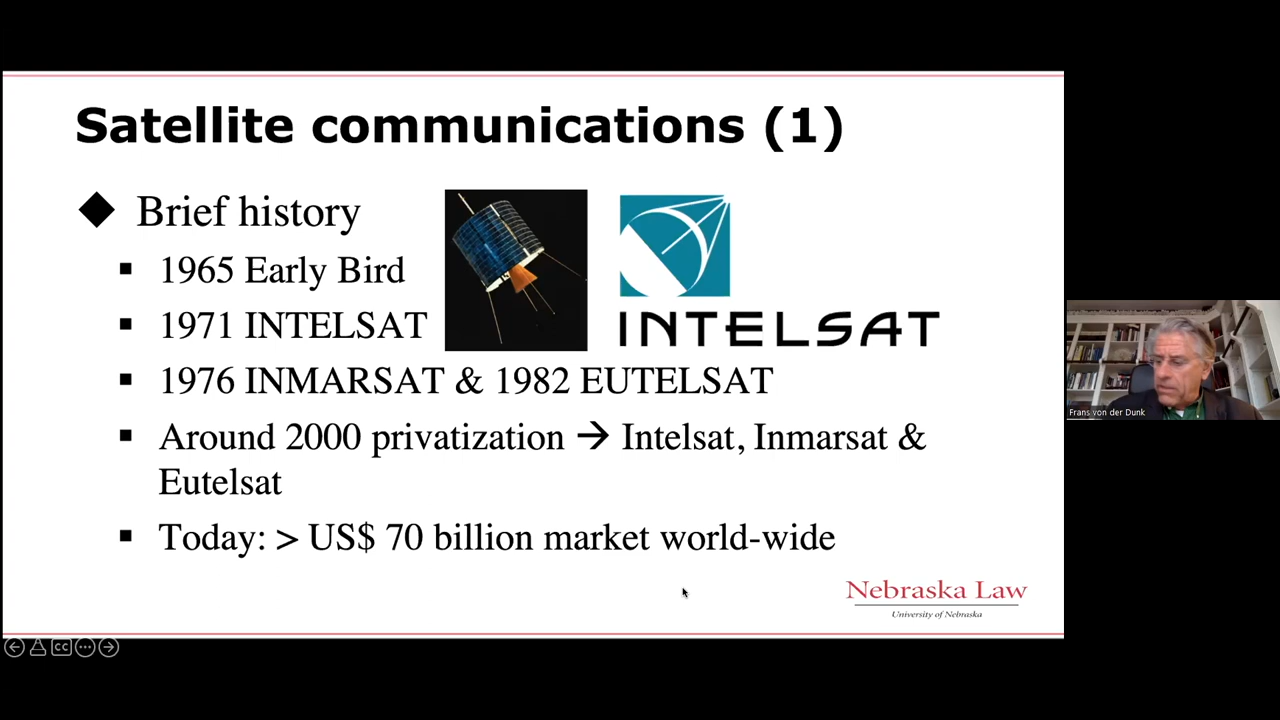 Satellite communications (1)
◆ Brief history
▪ 1965 Early Bird
▪ 1971 INTELSAT
▪ 1976 INMARSAT & 1982 EUTELSAT
▪ Around 2000 privatization → Intelsat, Inmarsat &
Eutelsat
▪ Today: > US$ 70 billion market world-wide
INTELSAT
Nebraska Law
University of Nebraska
Frans von der Dunk
CC